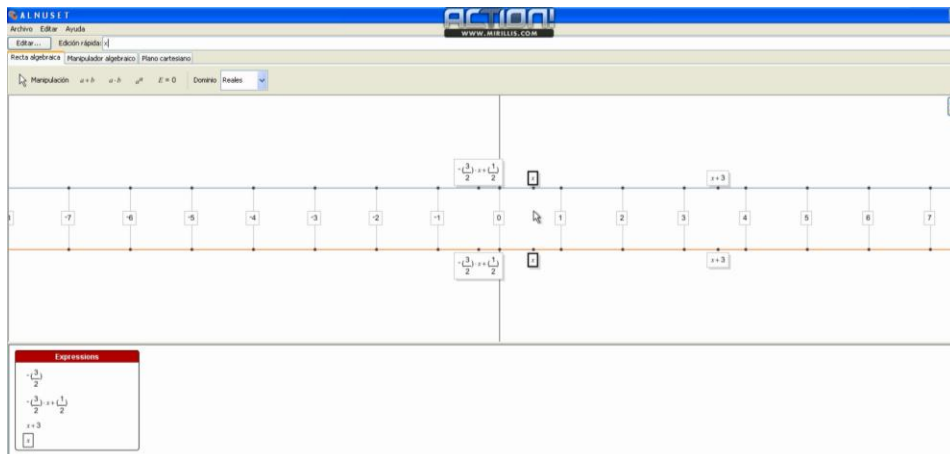 ALNUSET
ACTION!
WWW.MIRILLIS.COM
Archivo Editar Ayuda
Editar... Edición rápida: x
Recta algebraica Manipulador algebraico Plano cartesiano
Manipulación a+b a·b E = 0 Dominio Reales
-(3/2)·x+(1/2) x x+3
-7 -6 -5 -4 -3 -2 -1 0 1 2 3 4 5 6 7
-(3/2)·x+(1/2) x x+3
Expressions
-(3/2)
-(3/2)·x+(1/2)
x+3
x